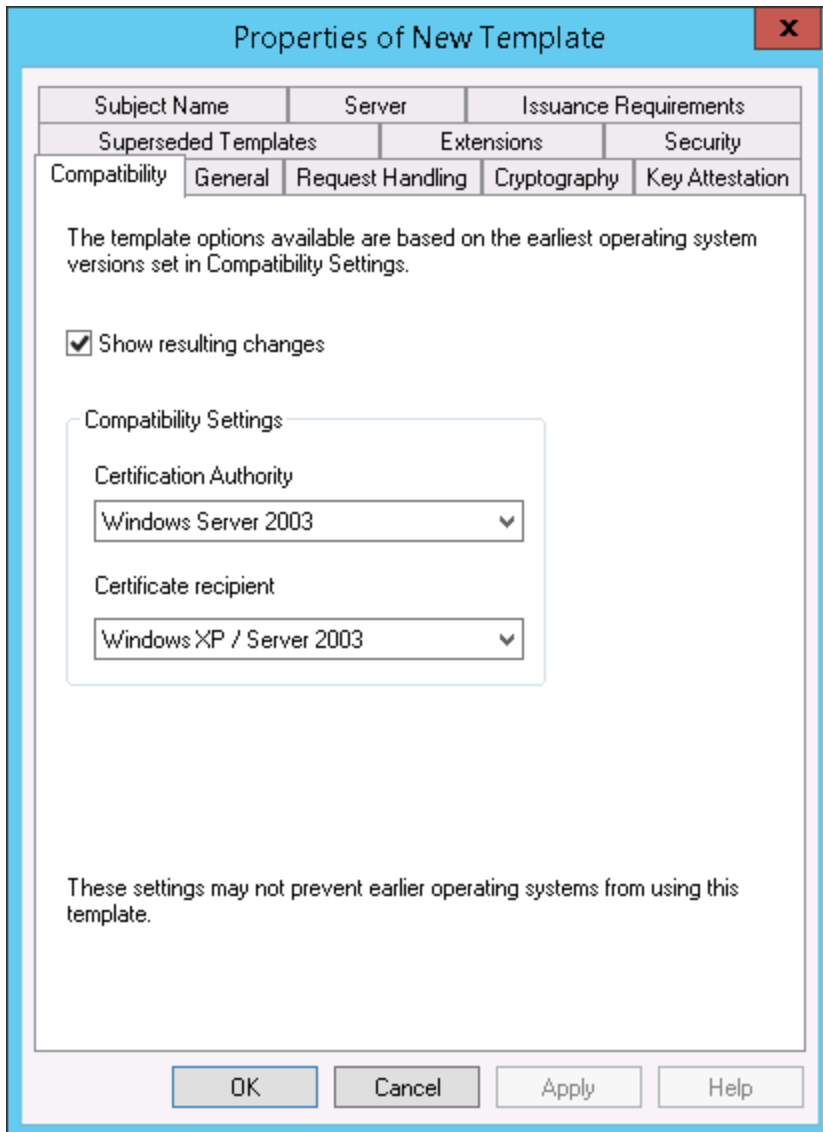 Properties of New Template
x
Subject Name Server Issuance Requirements
Superseded Templates Extensions Security
Compatibility General Request Handling Cryptography Key Attestation
The template options available are based on the earliest operating system
versions set in Compatibility Settings.
Show resulting changes
Compatibility Settings
Certification Authority
Windows Server 2003
Certificate recipient
Windows XP / Server 2003
These settings may not prevent earlier operating systems from using this
template.
OK Cancel Apply Help